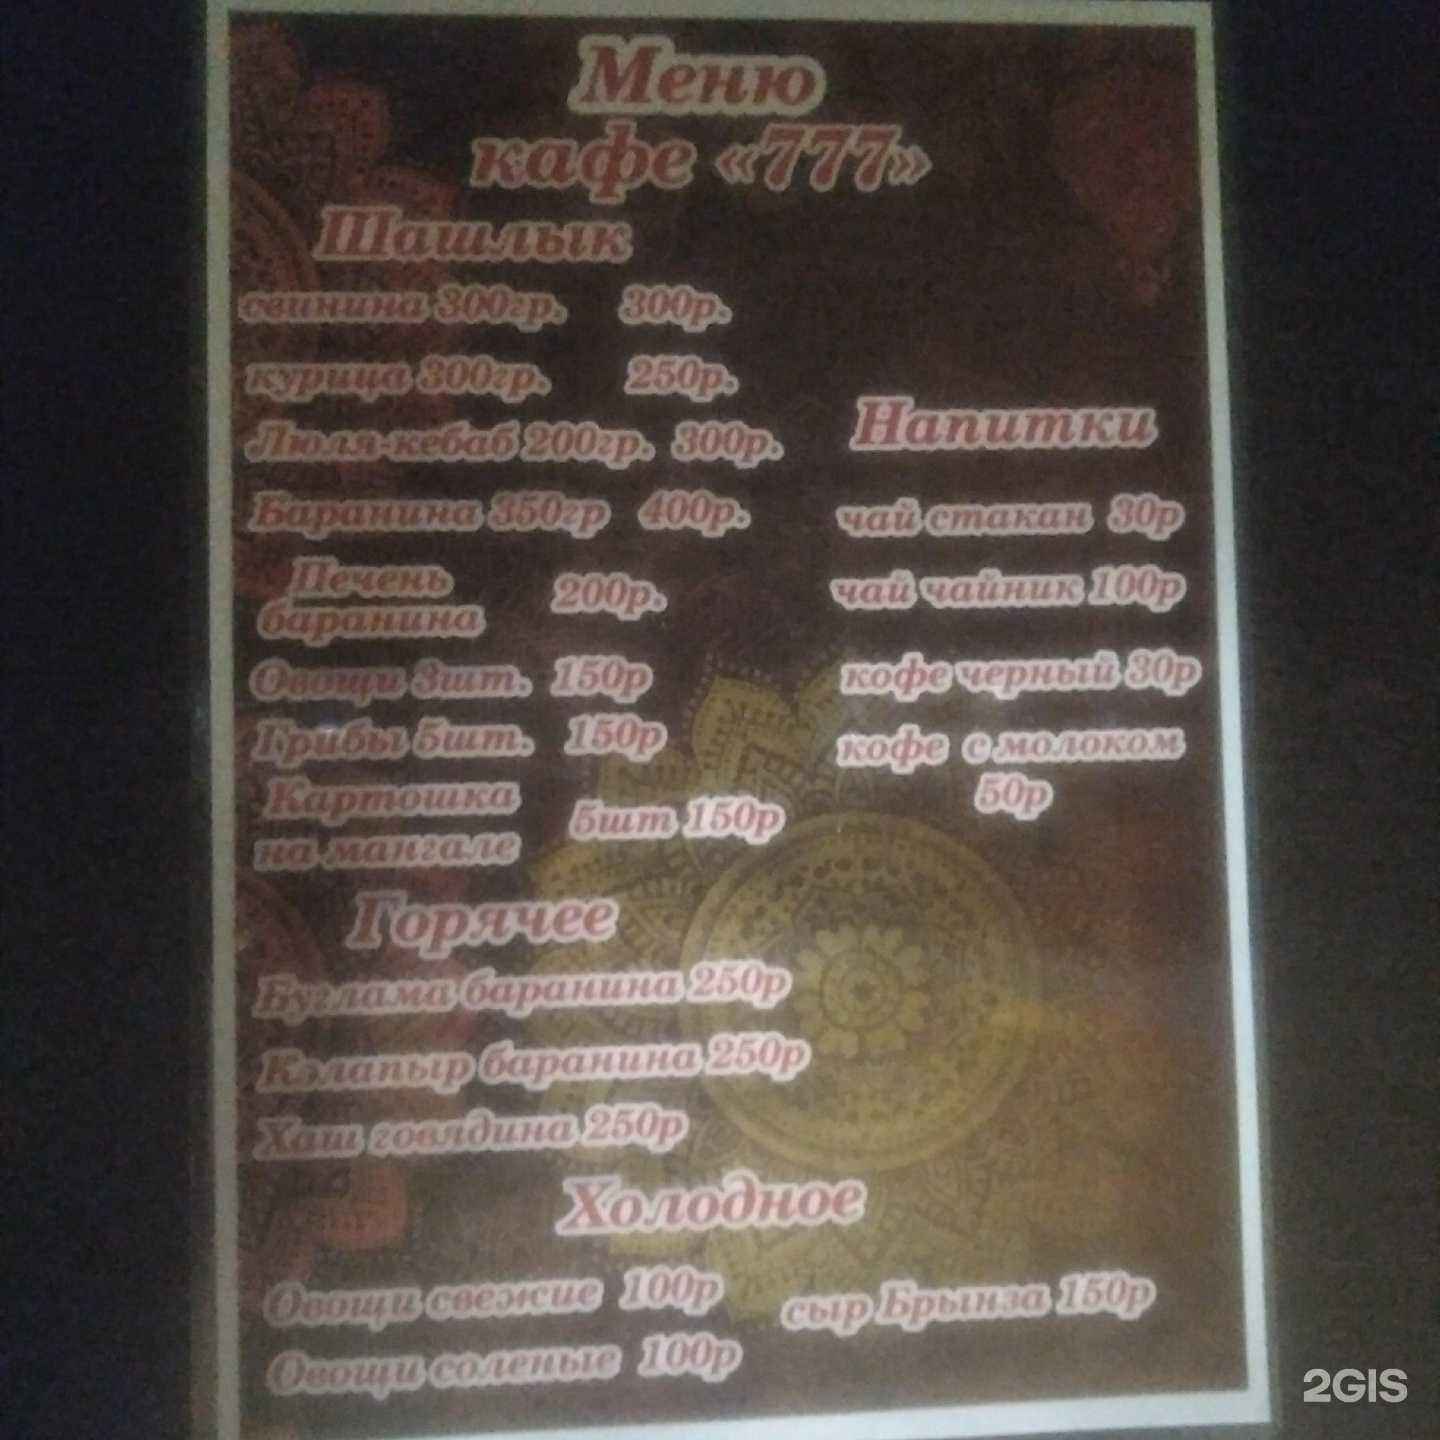 Меню
кафе «777»
Шашлык
свинина 300гр. 300р.
курица 300гр. 250р.
Люля-кебаб 200гр. 300р.
Баранина 350гр 400р.
Печень
баранина 200р.
Овощи 3шт. 150р
Грибы 5шт. 150р
Картошка
на мангале 5шт 150р
Напитки
чай стакан 30р
чай чайник 100р
кофе черный 30р
кофе с молоком
50р
Горячее
Буглама баранина 250р
Кэлапыр баранина 250р
Хаш говядина 250р
Холодное
Овощи свежие 100р
Овощи соленые 100р
сыр Брынза 150р
2GIS